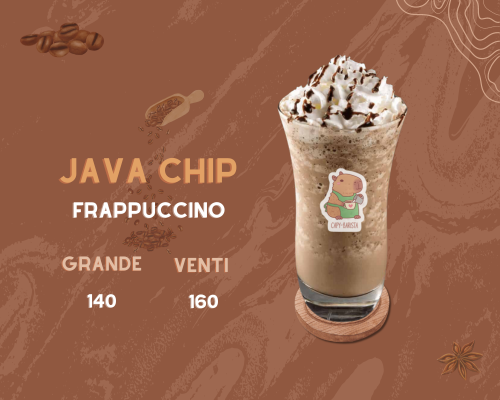 JAVA CHIP
FRAPPUCCINO
GRANDE VENTI
140 160
CAPY-BARISTA